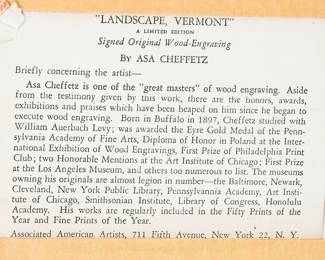 "LANDSCAPE, VERMONT"
A LIMITED EDITION
Signed Original Wood-Engraving
BY ASA CHEFFETZ
Briefly concerning the artist—
Asa Cheffetz is one of the "great masters" of wood engraving. Aside
from the testimony given by this work, there are the honors, awards,
exhibitions and praises which have been heaped on him since he began to
execute wood engraving. Born in Buffalo in 1897, Cheffetz studied with
William Auerbach Levy; was awarded the Eyre Gold Medal of the Penn-
sylvania Academy of Fine Arts, Diploma of Honor in Poland at the Inter-
national Exhibition of Wood Engravings, First Prize of Philadelphia Print
Club; two Honorable Mentions at the Art Institute of Chicago; First Prize
at the Los Angeles Museum, and others too numerous to list. The museums
owning his originals are almost legion in number—the Baltimore, Newark,
Cleveland, New York Public Library, Pennsylvania Academy, Art Insti-
tute of Chicago, Smithsonian Institute, Library of Congress, Honolulu
Academy. His works are regularly included in the Fifty Prints of the
Year and Fine Prints of the Year.
Associated American Artists, 711 Fifth Avenue, New York 22, N. Y.